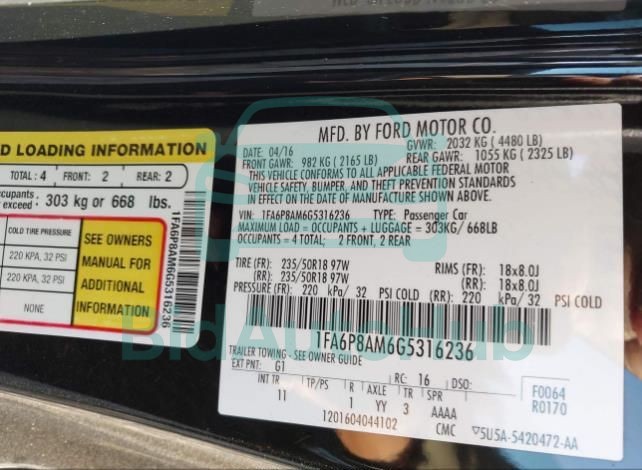 D LOADING INFORMATION
TOTAL: 4 FRONT: 2 REAR: 2
cupants
exceed 303 kg or 668 lbs.
COLD TIRE PRESSURE
220 KPA, 32 PSI
220 KPA, 32 PSI
NONE
SEE OWNERS
MANUAL FOR
ADDITIONAL
INFORMATION
1FA6P8AM6G5316236
MFD. BY FORD MOTOR CO.
DATE: 04/16 GVWR: 2032 KG (4480 LB)
FRONT GAWR: 982 KG (2165 LB) REAR GAWR: 1055 KG (2325 LB)
THIS VEHICLE CONFORMS TO ALL APPLICABLE FEDERAL MOTOR
VEHICLE SAFETY, BUMPER, AND THEFT PREVENTION STANDARDS
IN EFFECT ON THE DATE OF MANUFACTURE SHOWN ABOVE.
VIN: 1FA6P8AM6G5316236 TYPE: Passenger Car
MAXIMUM LOAD = OCCUPANTS + LUGGAGE = 303KG/ 668LB
OCCUPANTS = 4 TOTAL; 2 FRONT, 2 REAR
TIRE (FR): 235/50R18 97W RIMS (FR): 18x8.0J
(RR): 235/50R18 97W (RR): 18x8.0J
PRESSURE (FR): 220 kPa/ 32 PSI COLD (RR): 220 kPa/ 32 PSI COLD
1FA6P8AM6G5316236
TRAILER TOWING - SEE OWNER GUIDE
EXT PNT: G1 RC: 16 DSO: F0064
R0170
INT TR TP/PS R AXLE TR SPR
11 1 YY 3 AAAA
1201604044102 CMC 5U5A-5420472-AA
BidAutoHub